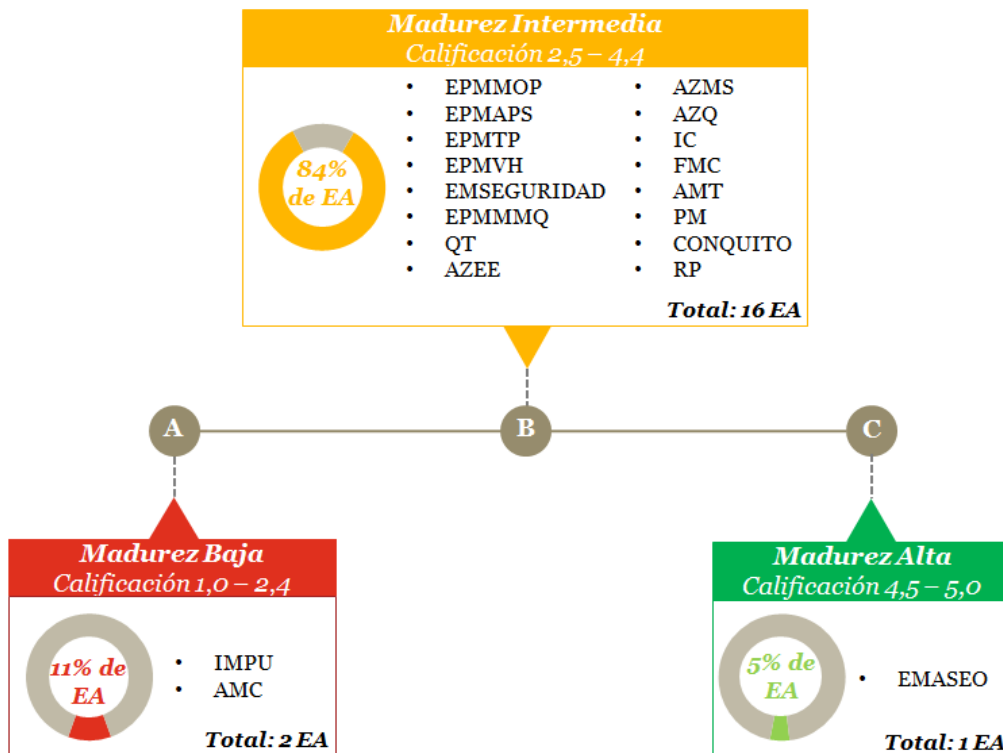 Madurez Intermedia
Calificación 2,5 – 4,4
84%
de EA
• EPMMOP
• EPMAPS
• EPMTP
• EPMVH
• EMSEGURIDAD
• EPMMMQ
• QT
• AZEE
• AZMS
• AZQ
• IC
• FMC
• AMT
• PM
• CONQUITO
• RP
Total: 16 EA
A
B
C
Madurez Baja
Calificación 1,0 – 2,4
11% de
EA
• IMPU
• AMC
Total: 2 EA
Madurez Alta
Calificación 4,5 – 5,0
5% de
EA
• EMASEO
Total: 1 EA